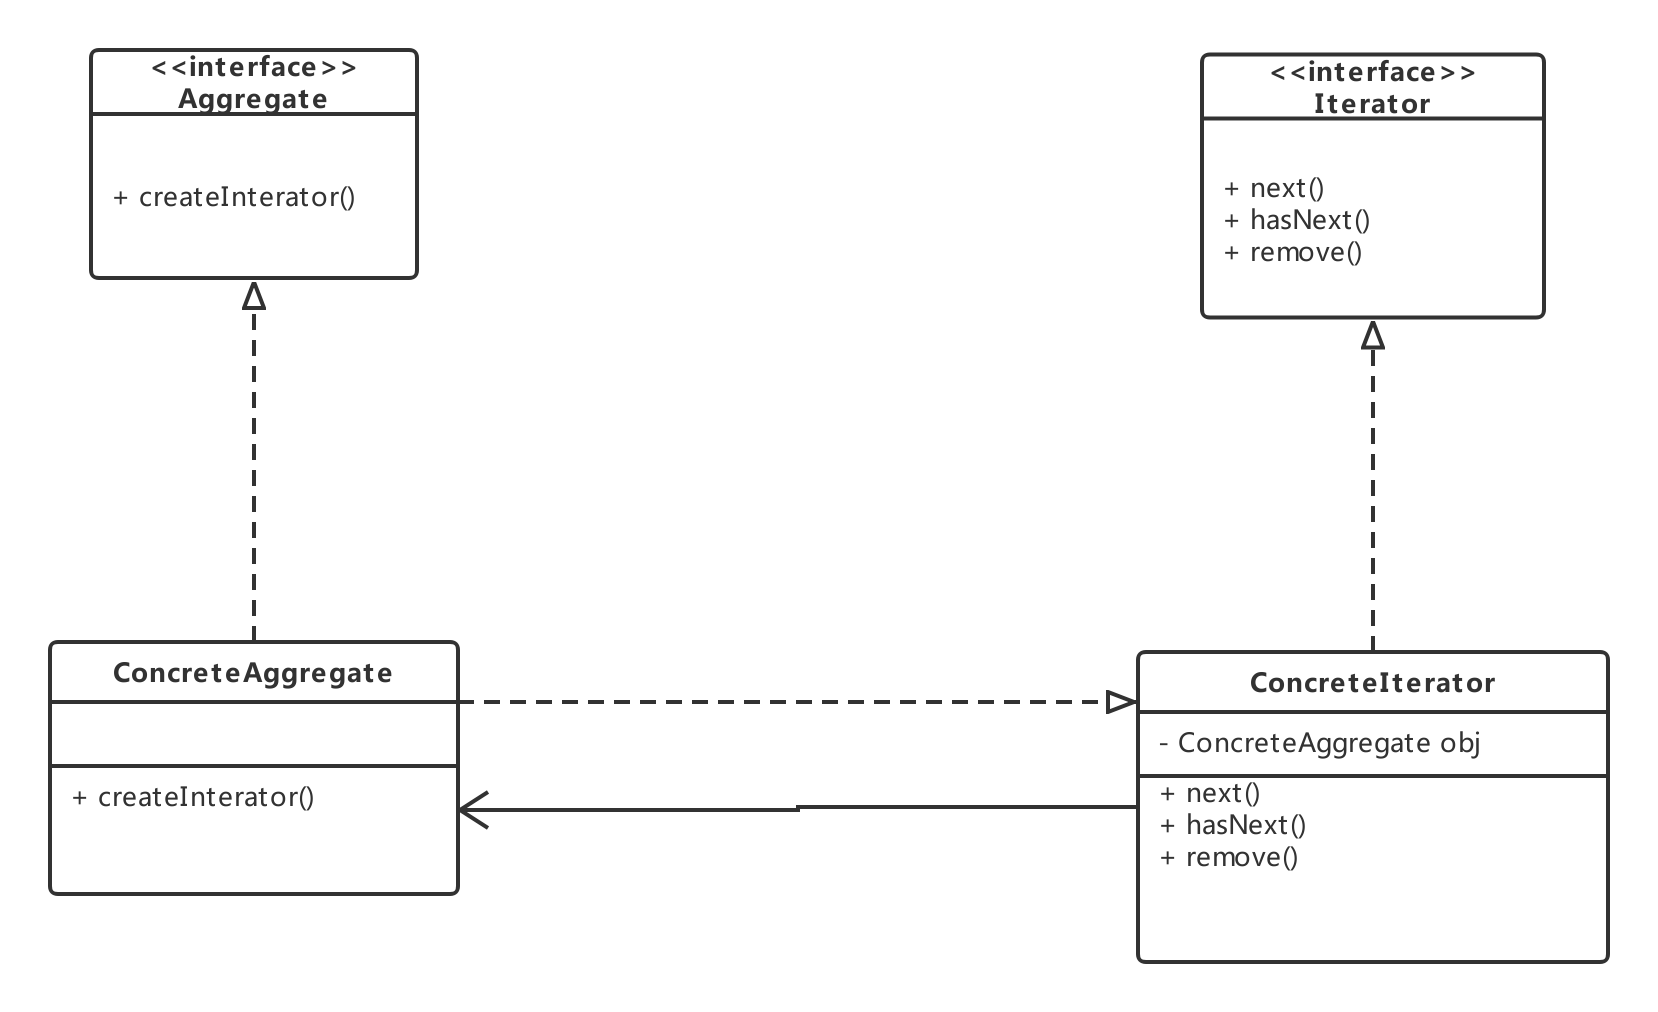 <<interface>>
Aggregate
+ createInterator()
<<interface>>
Iterator
+ next()
+ hasNext()
+ remove()
ConcreteAggregate
+ createInterator()
ConcreteIterator
- ConcreteAggregate obj
+ next()
+ hasNext()
+ remove()